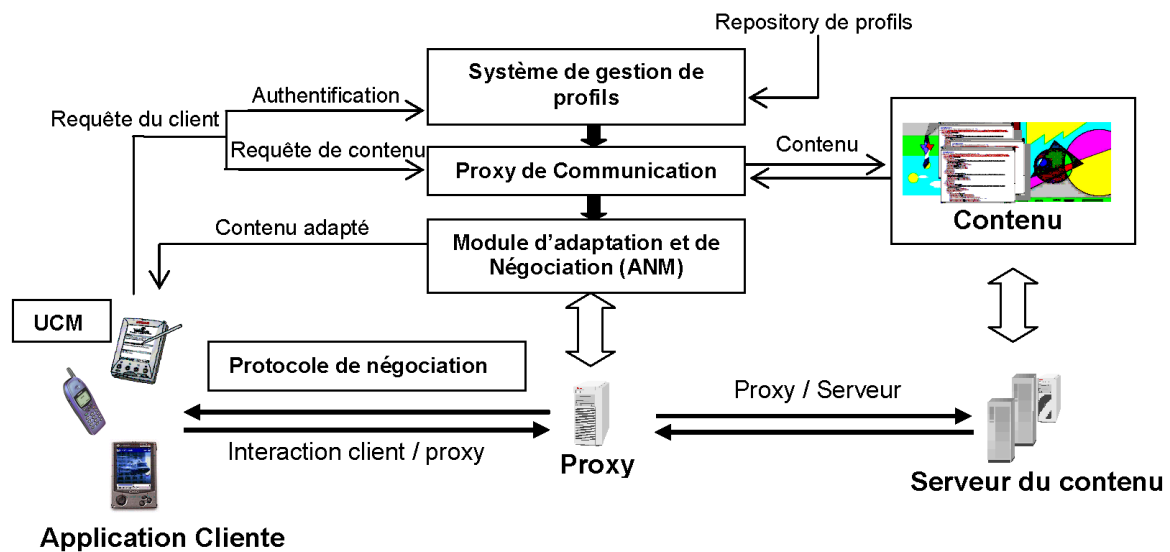 Repository de profils
Système de gestion de
profils
Authentification
Requête du client
Requête de contenu
Proxy de Communication
Contenu
Contenu
Contenu adapté
Module d’adaptation et de
Négociation (ANM)
UCM
Protocole de négociation
Proxy / Serveur
Interaction client / proxy
Proxy
Serveur du contenu
Application Cliente